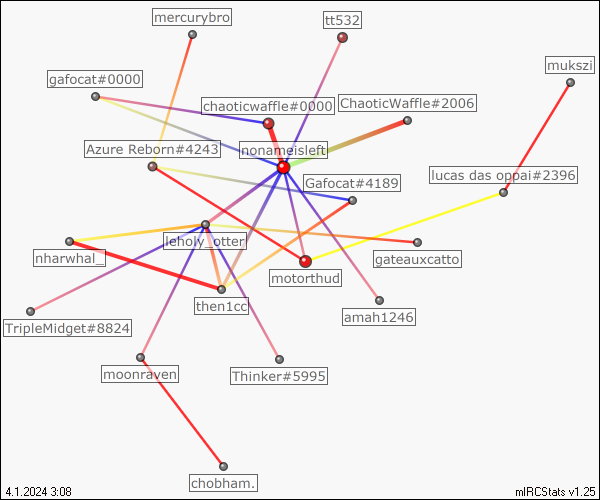 mercurybro
tt532
mukszi
gafocat#0000
chaoticwaffle#0000
ChaoticWaffle#2006
Azure Reborn#4243
nonameisleft
lucas das oppai#2396
Gafocat#4189
leholy_otter
nharwhal_
gateauxcatto
motorthud
then1cc
amah1246
TripleMidget#8824
moonraven
Thinker#5995
chobham.
4.1.2024 3:08
mIRCStats v1.25